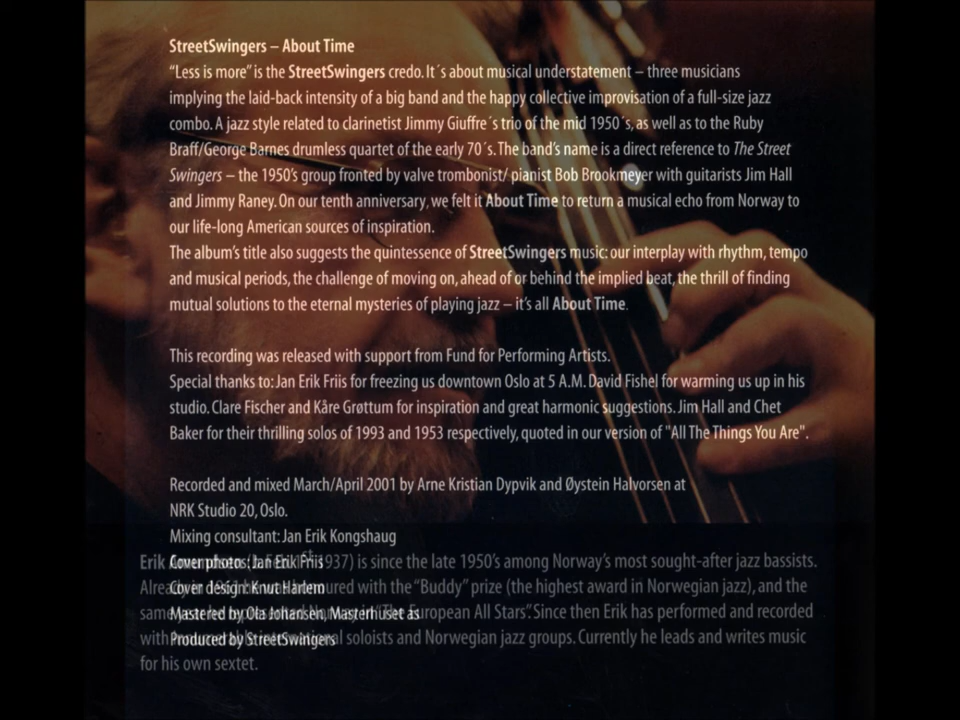 StreetSwingers – About Time
“Less is more” is the StreetSwingers credo. It´s about musical understatement – three musicians
implying the laid-back intensity of a big band and the happy collective improvisation of a full-size jazz
combo. A jazz style related to clarinetist Jimmy Giuffre´s trio of the mid 1950´s, as well as to the Ruby
Braff/George Barnes drumless quartet of the early 70´s. The band’s name is a direct reference to The Street
Swingers – the 1950’s group fronted by valve trombonist/ pianist Bob Brookmeyer with guitarists Jim Hall
and Jimmy Raney. On our tenth anniversary, we felt it About Time to return a musical echo from Norway to
our life-long American sources of inspiration.
The album’s title also suggests the quintessence of StreetSwingers music: our interplay with rhythm, tempo
and musical periods, the challenge of moving on, ahead of or behind the implied beat, the thrill of finding
mutual solutions to the eternal mysteries of playing jazz – it’s all About Time.
This recording was released with support from Fund for Performing Artists.
Special thanks to: Jan Erik Friis for freezing us downtown Oslo at 5 A.M. David Fishel for warming us up in his
studio. Clare Fischer and Kåre Grøttum for inspiration and great harmonic suggestions. Jim Hall and Chet
Baker for their thrilling solos of 1993 and 1953 respectively, quoted in our version of "All The Things You Are".
Recorded and mixed March/April 2001 by Arne Kristian Dypvik and Øystein Halvorsen at
NRK Studio 20, Oslo.
Mixing consultant: Jan Erik Kongshaug
Cover photo: Jan Erik Friis
Cover design: Knut Harlem
Mastered by Ola Johansen, Masterhuset as
Produced by StreetSwingers
Erik 1937) is since the late 1950’s among Norway’s most sought-after jazz bassists.
Already in honoured with the “Buddy” prize (the highest award in Norwegian jazz), and the
same European All Stars”. Since then Erik has performed and recorded
with soloists and Norwegian jazz groups. Currently he leads and writes music
for his own sextet.